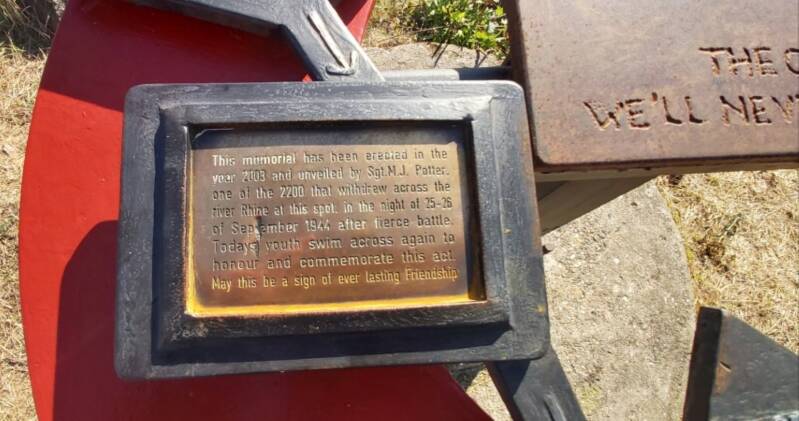 This memorial has been erected in the
year 2003 and unveiled by Sgt.M.J. Potter.
one of the 2200 that withdrew across the
river Rhine at this spot. in the night of 25-26
of September 1944 after fierce battle.
Todays youth swim across again to
honour and commemorate this act.
May this be a sign of ever lasting Friendship
THE
WE'LL